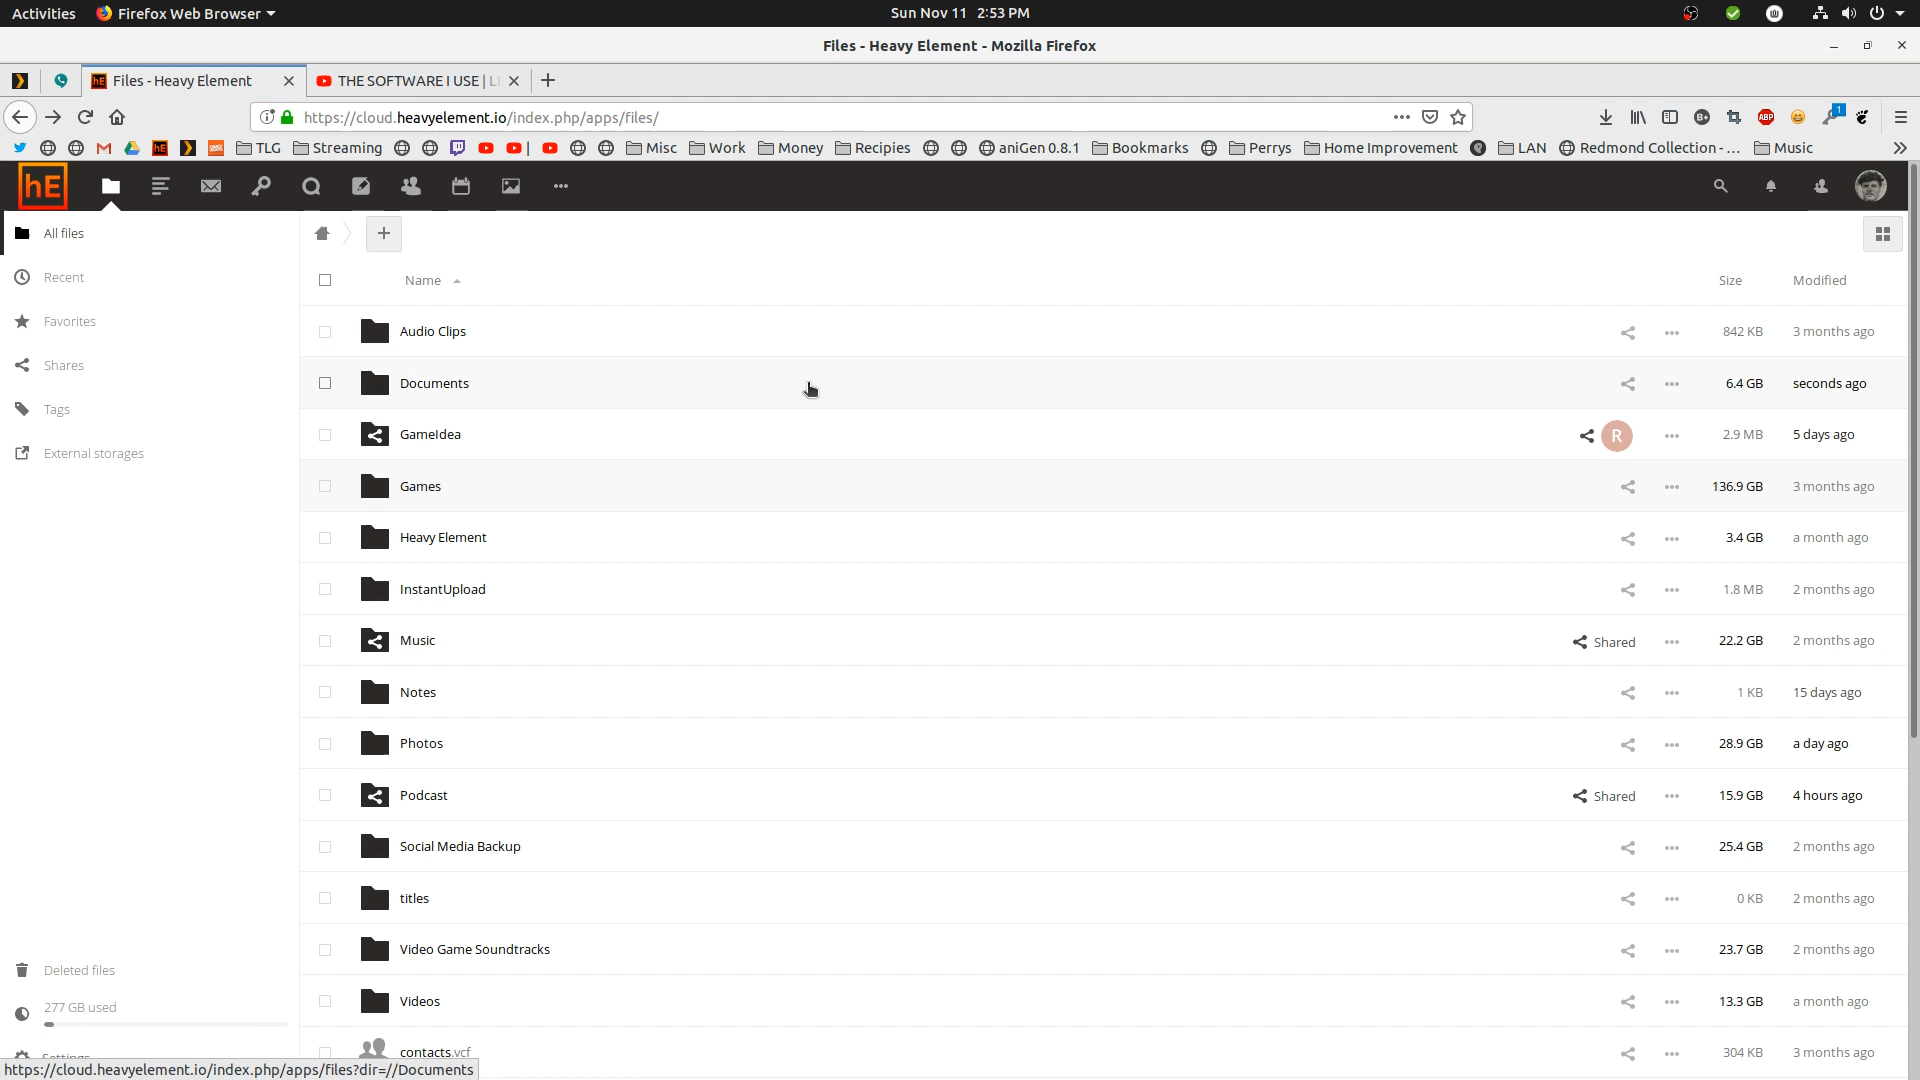 Activities Firefox Web Browser Sun Nov 11 2:53 PM
Files - Heavy Element - Mozilla Firefox
hE Files - Heavy Element THE SOFTWARE I USE | L
https://cloud.heavyelement.io/index.php/apps/files/ ABP 1
hE TLG Streaming Misc Work Money Recipies aniGen 0.8.1 Bookmarks Perrys Home Improvement LAN Redmond Collection - ... Music
hE
All files
Recent
Favorites
Shares
Tags
External storages
Name Size Modified
Audio Clips 842 KB 3 months ago
Documents 6.4 GB seconds ago
GameIdea R 2.9 MB 5 days ago
Games 136.9 GB 3 months ago
Heavy Element 3.4 GB a month ago
InstantUpload 1.8 MB 2 months ago
Music Shared 22.2 GB 2 months ago
Notes 1 KB 15 days ago
Photos 28.9 GB a day ago
Podcast Shared 15.9 GB 4 hours ago
Social Media Backup 25.4 GB 2 months ago
titles 0 KB 2 months ago
Video Game Soundtracks 23.7 GB 2 months ago
Videos 13.3 GB a month ago
contacts.vcf 304 KB 3 months ago
Deleted files
277 GB used
Settings
https://cloud.heavyelement.io/index.php/apps/files?dir=//Documents